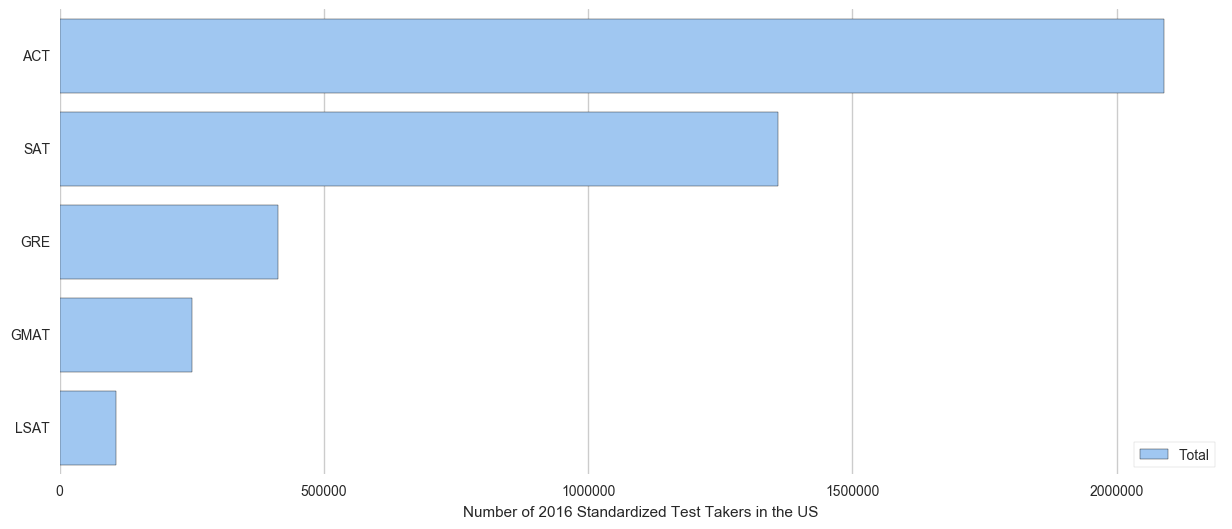 ACT
SAT
GRE
GMAT
LSAT
Total
0 500000 1000000 1500000 2000000
Number of 2016 Standardized Test Takers in the US